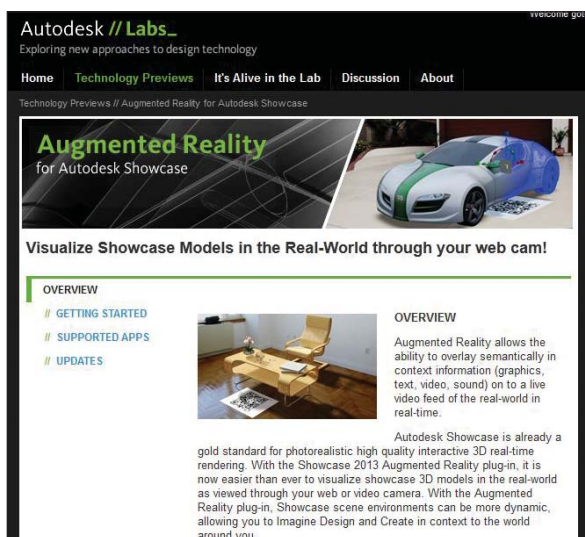 Welcome got
Autodesk // Labs_
Exploring new approaches to design technology
Home Technology Previews It's Alive in the Lab Discussion About
Technology Previews // Augmented Reality for Autodesk Showcase
Augmented Reality
for Autodesk Showcase
Visualize Showcase Models in the Real-World through your web cam!
OVERVIEW
// GETTING STARTED
// SUPPORTED APPS
// UPDATES
OVERVIEW
Augmented Reality allows the
ability to overlay semantically in
context information (graphics,
text, video, sound) on to a live
video feed of the real-world in
real-time.
Autodesk Showcase is already a
gold standard for photorealistic high quality interactive 3D real-time
rendering. With the Showcase 2013 Augmented Reality plug-in, it is
now easier than ever to visualize showcase 3D models in the real-world
as viewed through your web or video camera. With the Augmented
Reality plug-in, Showcase scene environments can be more dynamic,
allowing you to Imagine Design and Create in context to the world
around you